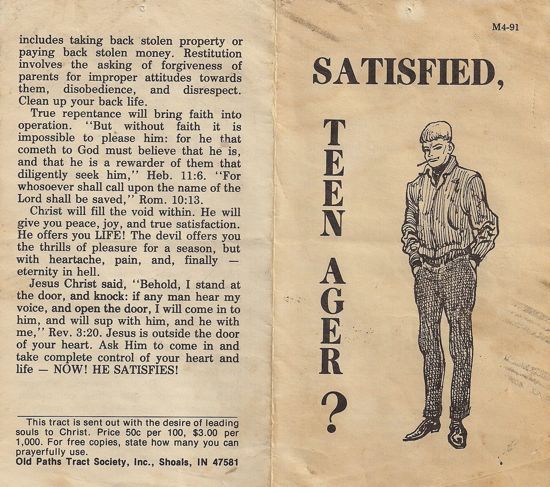 includes taking back stolen property or
paying back stolen money. Restitution
involves the asking of forgiveness of
parents for improper attitudes towards
them, disobedience, and disrespect.
Clean up your back life.
True repentance will bring faith into
operation. "But without faith it is
impossible to please him: for he that
cometh to God must believe that he is,
and that he is a rewarder of them that
diligently seek him," Heb. 11:6. "For
whosoever shall call upon the name of the
Lord shall be saved," Rom. 10:13.
Christ will fill the void within. He will
give you peace, joy, and true satisfaction.
He offers you LIFE! The devil offers you
the thrills of pleasure for a season, but
with heartache, pain, and, finally —
eternity in hell.
Jesus Christ said, "Behold, I stand at
the door, and knock: if any man hear my
voice, and open the door, I will come in to
him, and will sup with him, and he with
me," Rev. 3:20. Jesus is outside the door
of your heart. Ask Him to come in and
take complete control of your heart and
life — NOW! HE SATISFIES!
This tract is sent out with the desire of leading
souls to Christ. Price 50c per 100, $3.00 per
1,000. For free copies, state how many you can
prayerfully use.
Old Paths Tract Society, Inc., Shoals, IN 47581
M4-91
SATISFIED,
TEEN AGER?